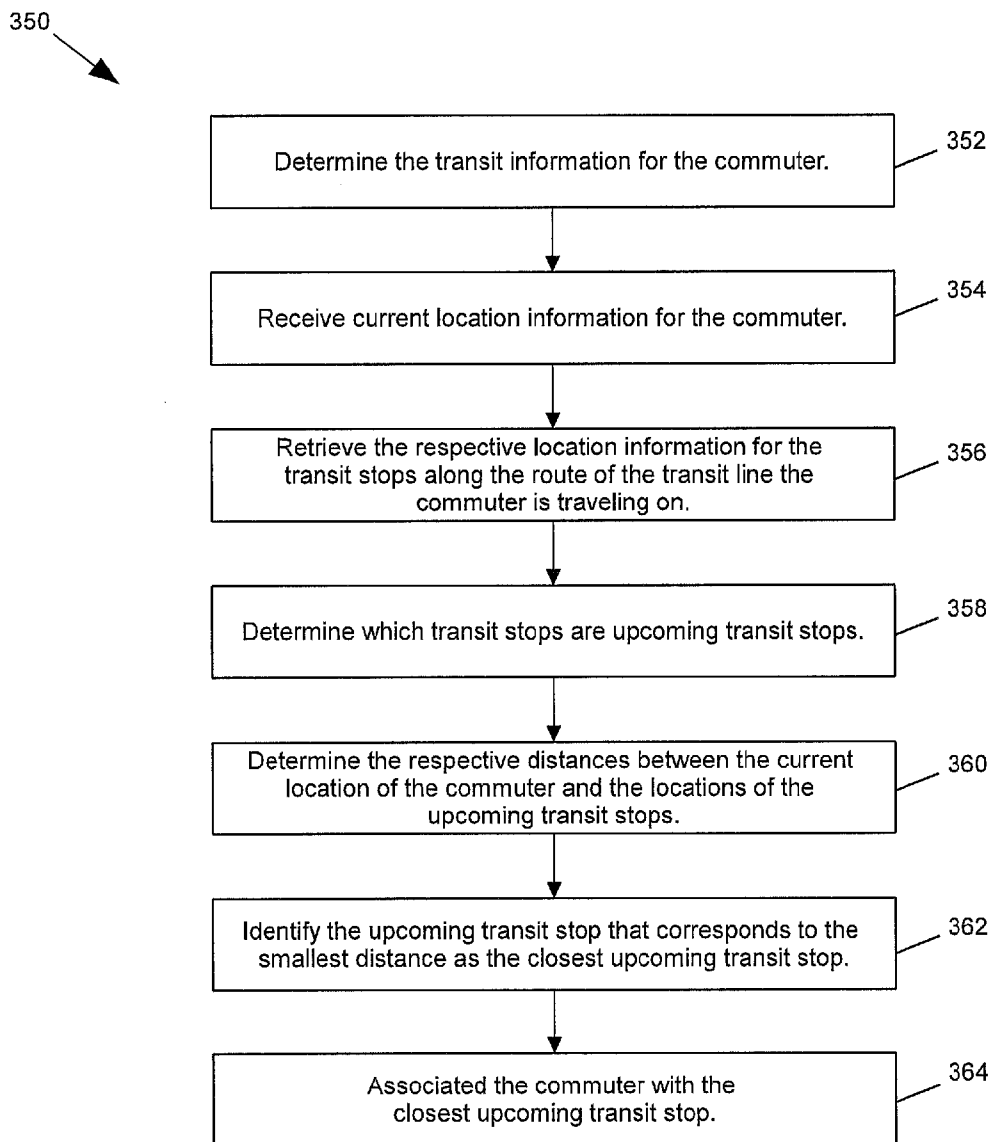 350
Determine the transit information for the commuter.
352
Receive current location information for the commuter.
354
Retrieve the respective location information for the
transit stops along the route of the transit line the
commuter is traveling on.
356
Determine which transit stops are upcoming transit stops.
358
Determine the respective distances between the current
location of the commuter and the locations of the
upcoming transit stops.
360
Identify the upcoming transit stop that corresponds to the
smallest distance as the closest upcoming transit stop.
362
Associated the commuter with the
closest upcoming transit stop.
364